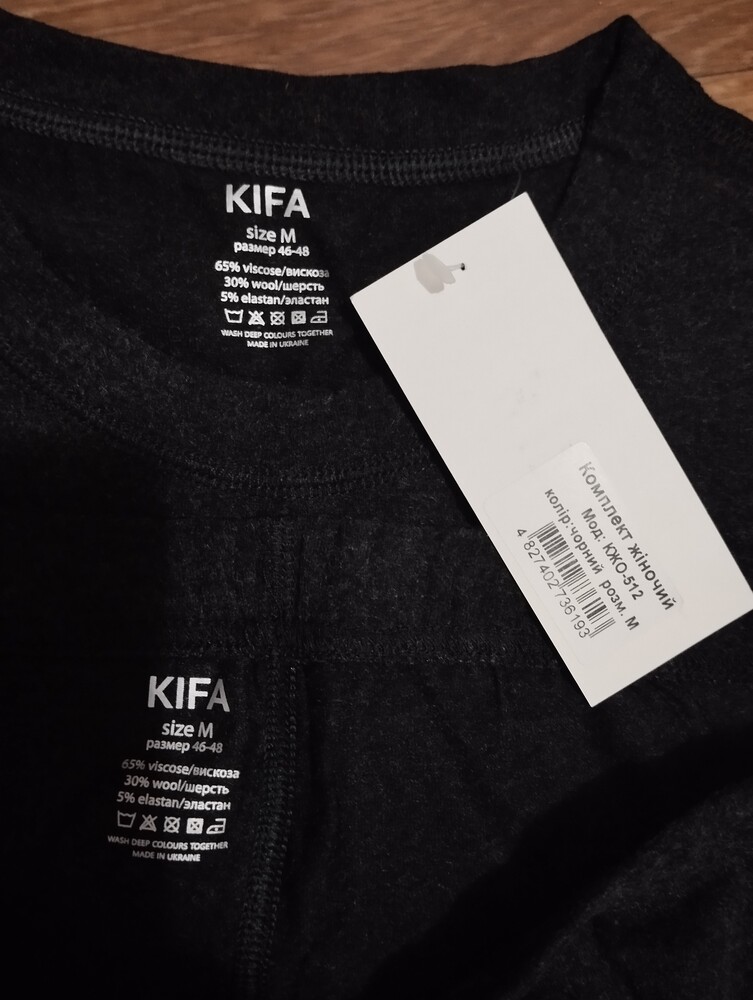 KIFA
size M
размер 46-48
65% viscose/вискоза
30% wool/шерсть
5% elastan/эластан
WASH DEEP COLOURS TOGETHER
MADE IN UKRAINE
Комплект жіночий
Мод: КЖО-512
колір:чорний розм. М
4 827402 736193
KIFA
size M
размер 46-48
65% viscose/вискоза
30% wool/шерсть
5% elastan/эластан
WASH DEEP COLOURS TOGETHER
MADE IN UKRAINE